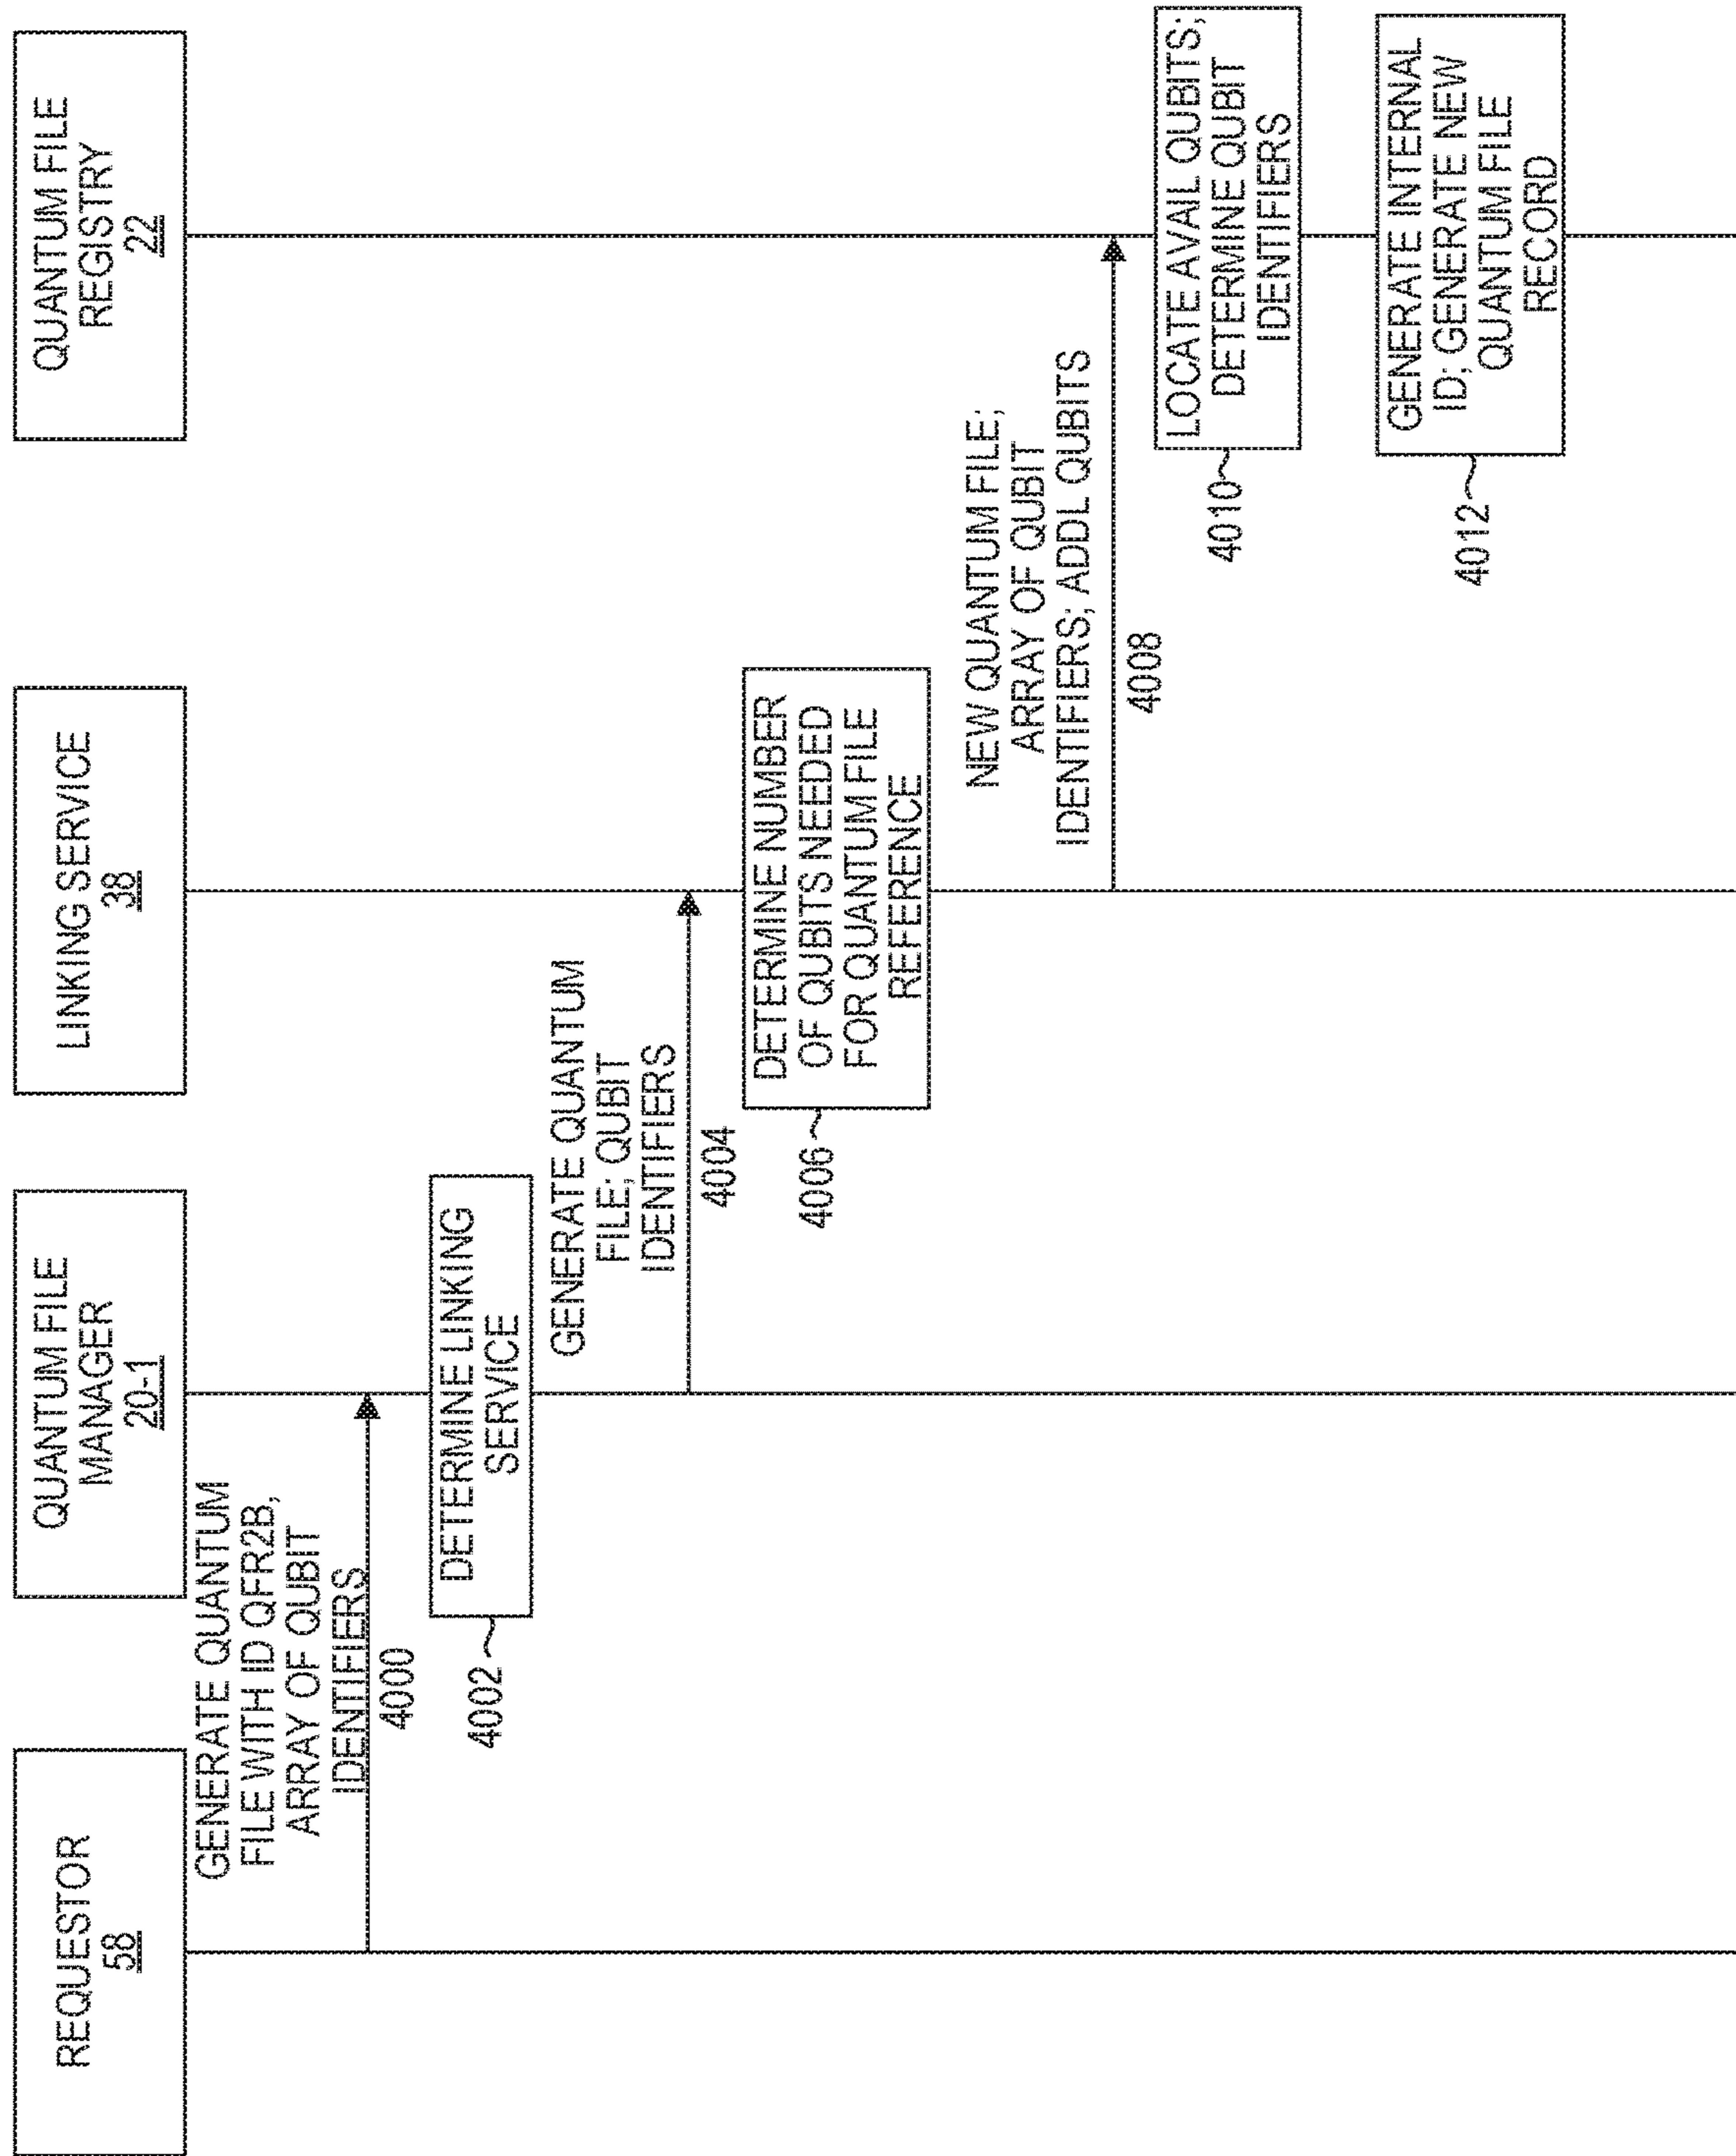 REQUESTOR
58
QUANTUM FILE
MANAGER
20-1
LINKING SERVICE
38
QUANTUM FILE
REGISTRY
22
GENERATE QUANTUM
FILE WITH ID QFR2B,
ARRAY OF QUBIT
IDENTIFIERS
4000
DETERMINE LINKING
SERVICE
4002
GENERATE QUANTUM
FILE; QUBIT
IDENTIFIERS
4004
DETERMINE NUMBER
OF QUBITS NEEDED
FOR QUANTUM FILE
REFERENCE
4006
NEW QUANTUM FILE;
ARRAY OF QUBIT
IDENTIFIERS; ADDL QUBITS
4008
LOCATE AVAIL QUBITS;
DETERMINE QUBIT
IDENTIFIERS
4010
GENERATE INTERNAL
ID; GENERATE NEW
QUANTUM FILE
RECORD
4012